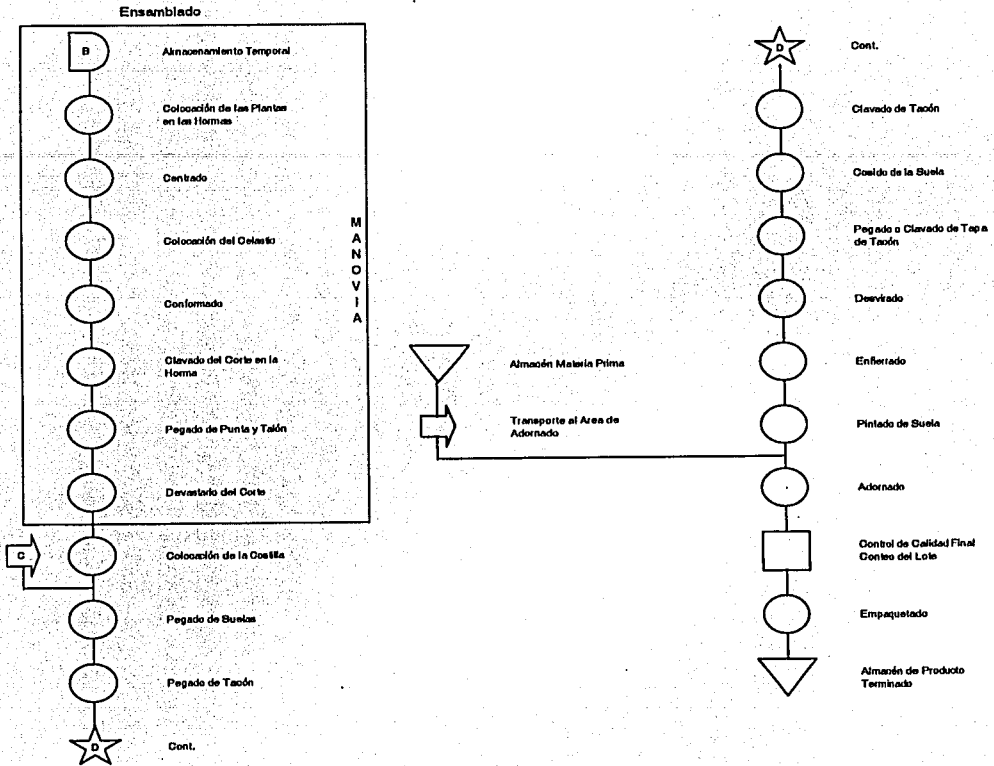 Ensamblado
B
Almacenamiento Temporal
Colocación de las Plantas
en las Hormas
Centrado
Colocación del Celasto
Conformado
Clavado del Corte en la
Horma
Pegado de Punta y Talón
Devastado del Corte
M
A
N
O
V
I
A
C
Colocación de la Costilla
Pegado de Suelas
Pegado de Tacón
D
Cont.
Almacén Materia Prima
Transporte al Area de
Adornado
D
Cont.
Clavado de Tacón
Cosido de la Suela
Pegado o Clavado de Tapa
de Tacón
Desvirado
Enfierrado
Pintado de Suela
Adornado
Control de Calidad Final
Conteo del Lote
Empaquetado
Almacén de Producto
Terminado